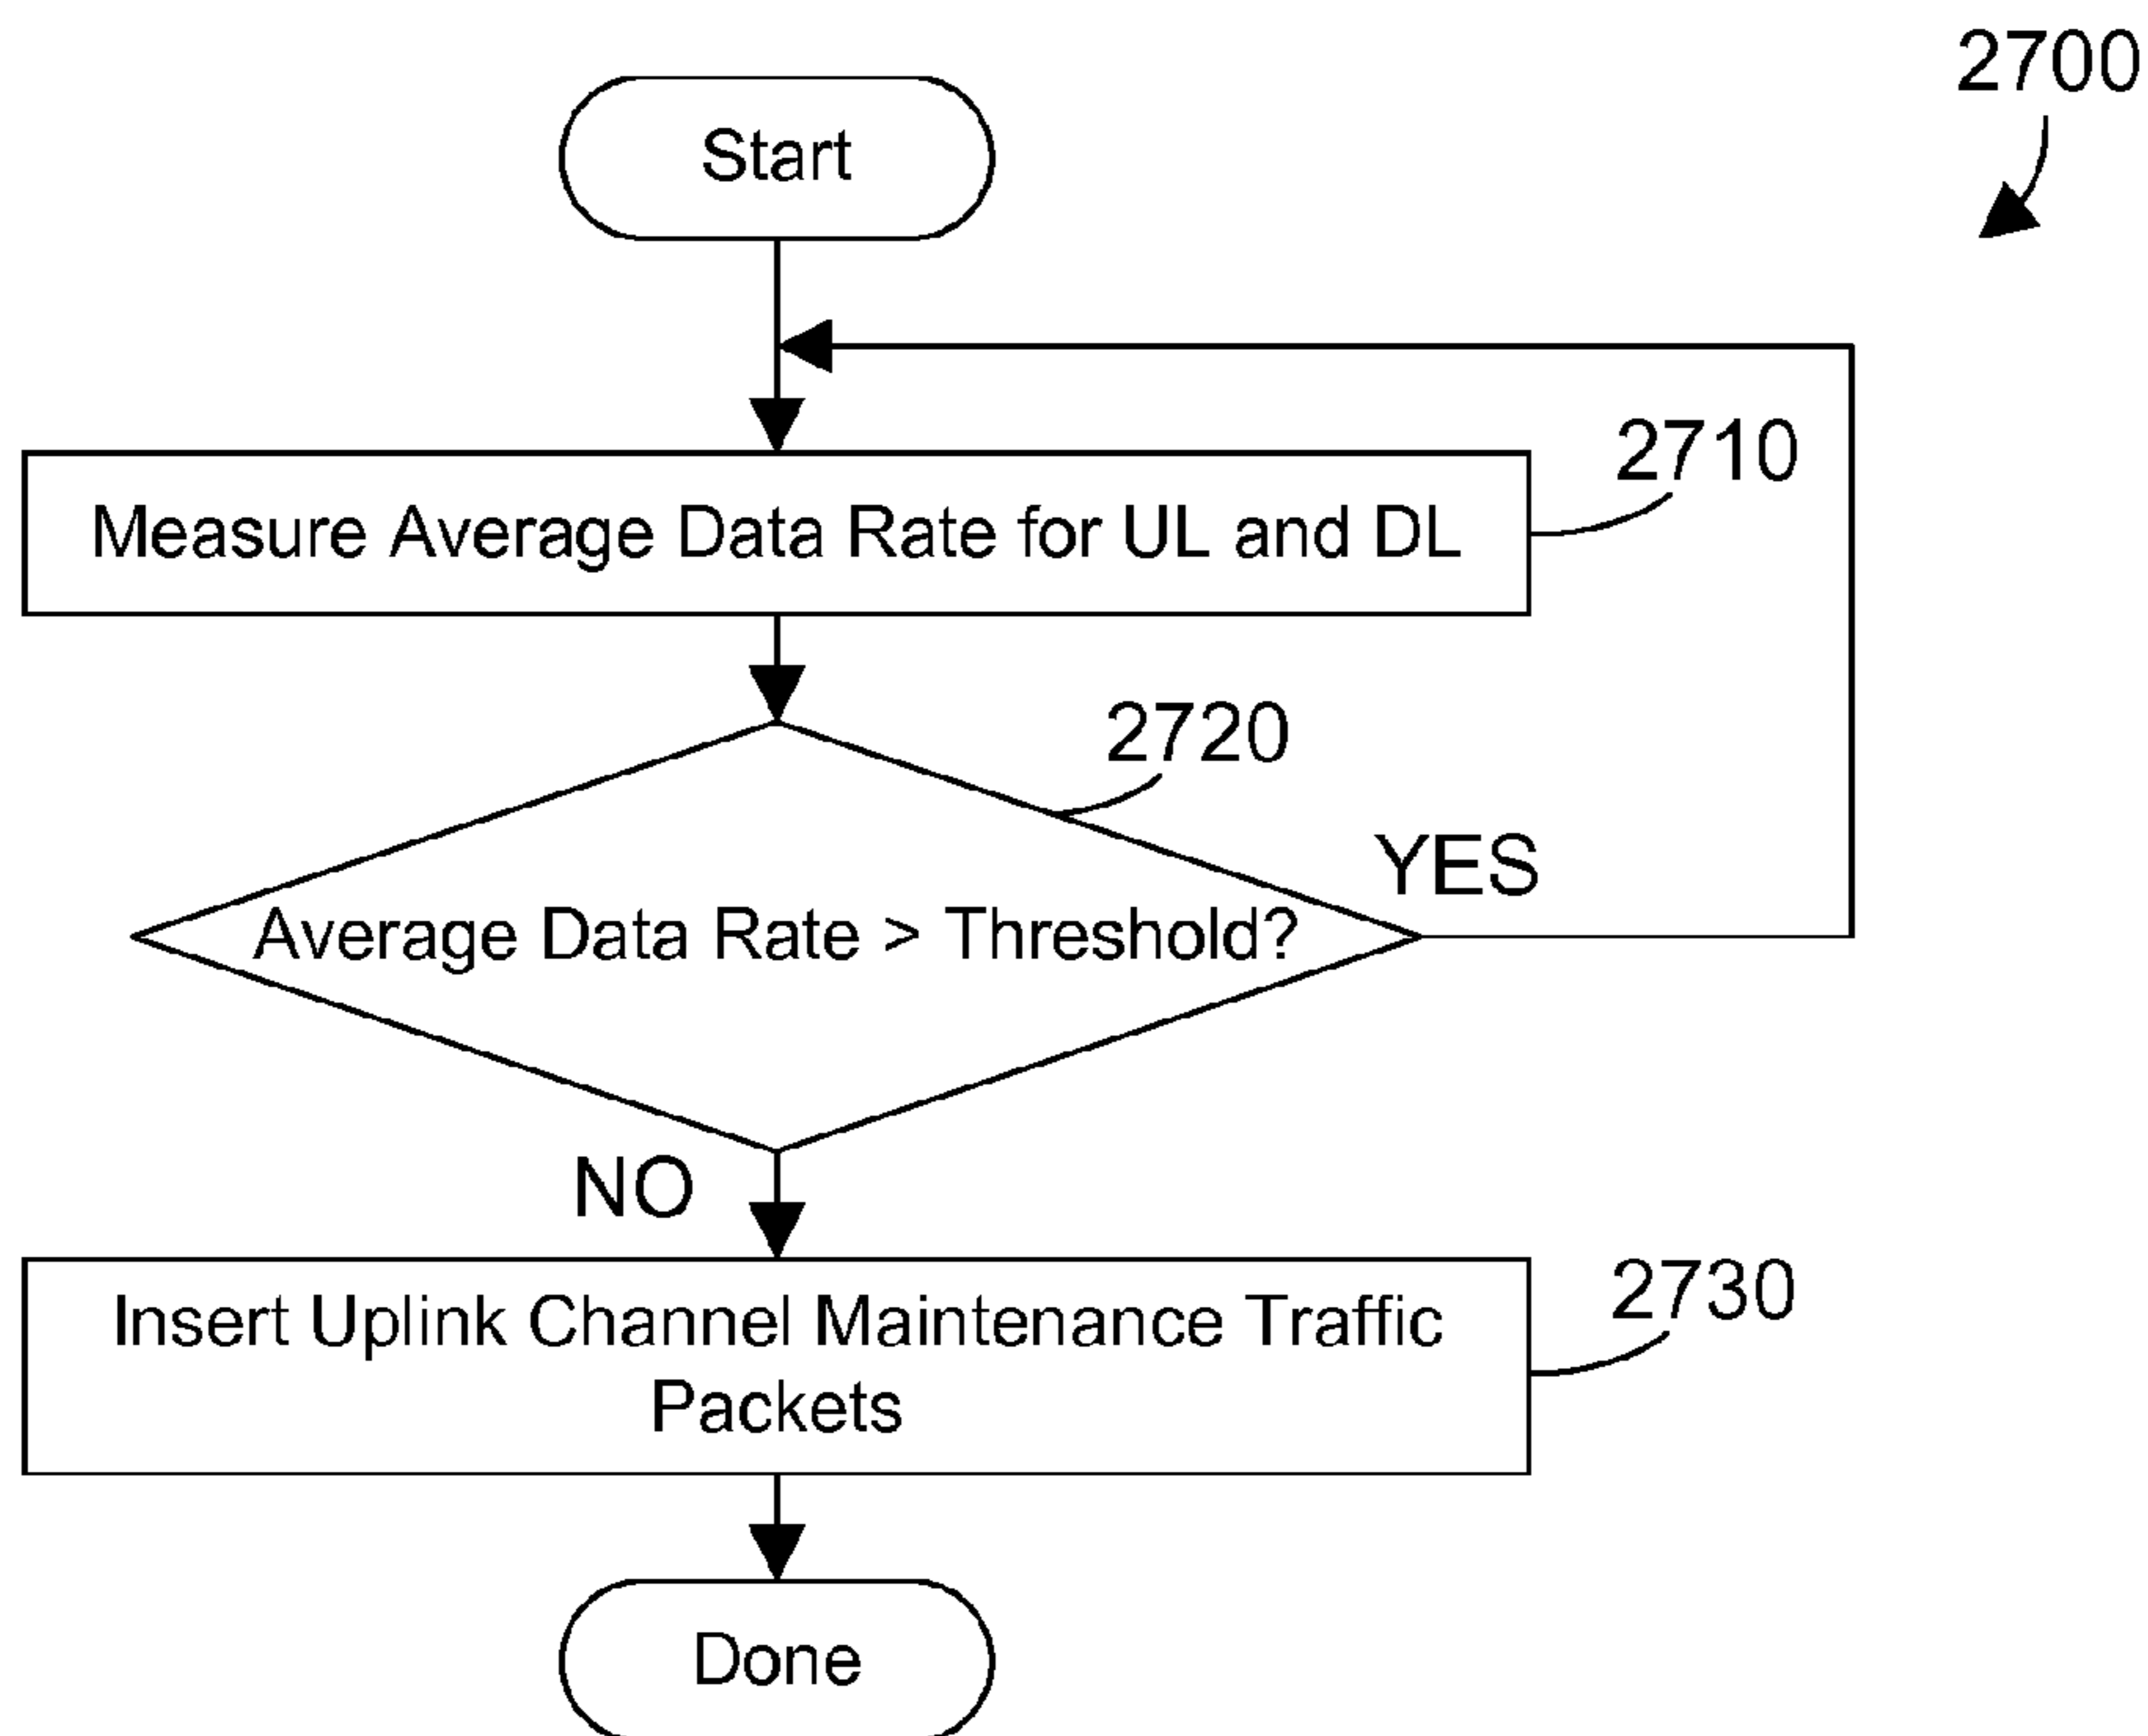 2700
Start
2710
Measure Average Data Rate for UL and DL
2720
YES
Average Data Rate > Threshold?
NO
2730
Insert Uplink Channel Maintenance Traffic
Packets
Done